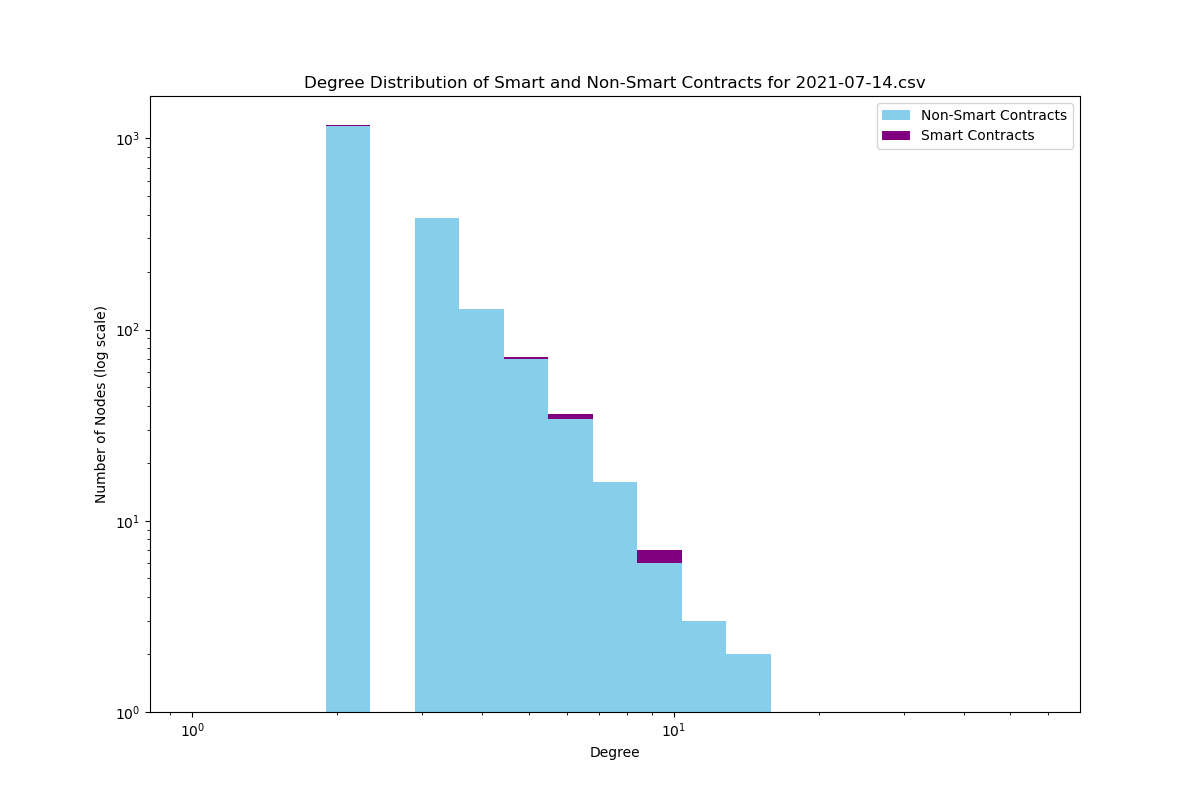 Degree Distribution of Smart and Non-Smart Contracts for 2021-07-14.csv
Non-Smart Contracts
Smart Contracts
Number of Nodes (log scale)
10³
10²
10¹
10⁰
10⁰ 10¹
Degree